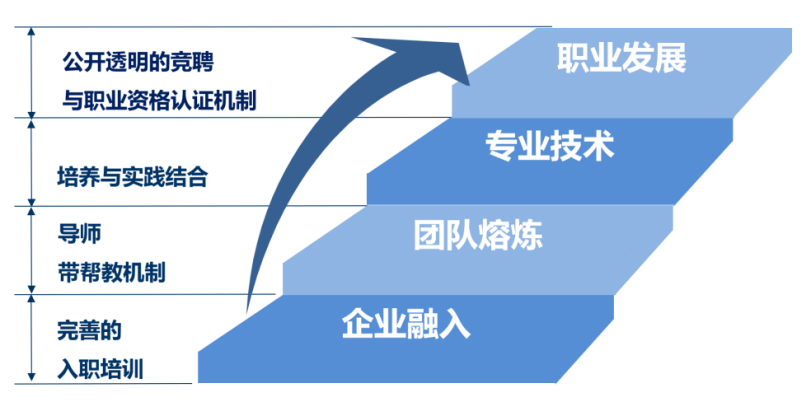 公开透明的竞聘
与职业资格认证机制
职业发展
培养与实践结合
专业技术
导师
带帮教机制
团队熔炼
完善的
入职培训
企业融入